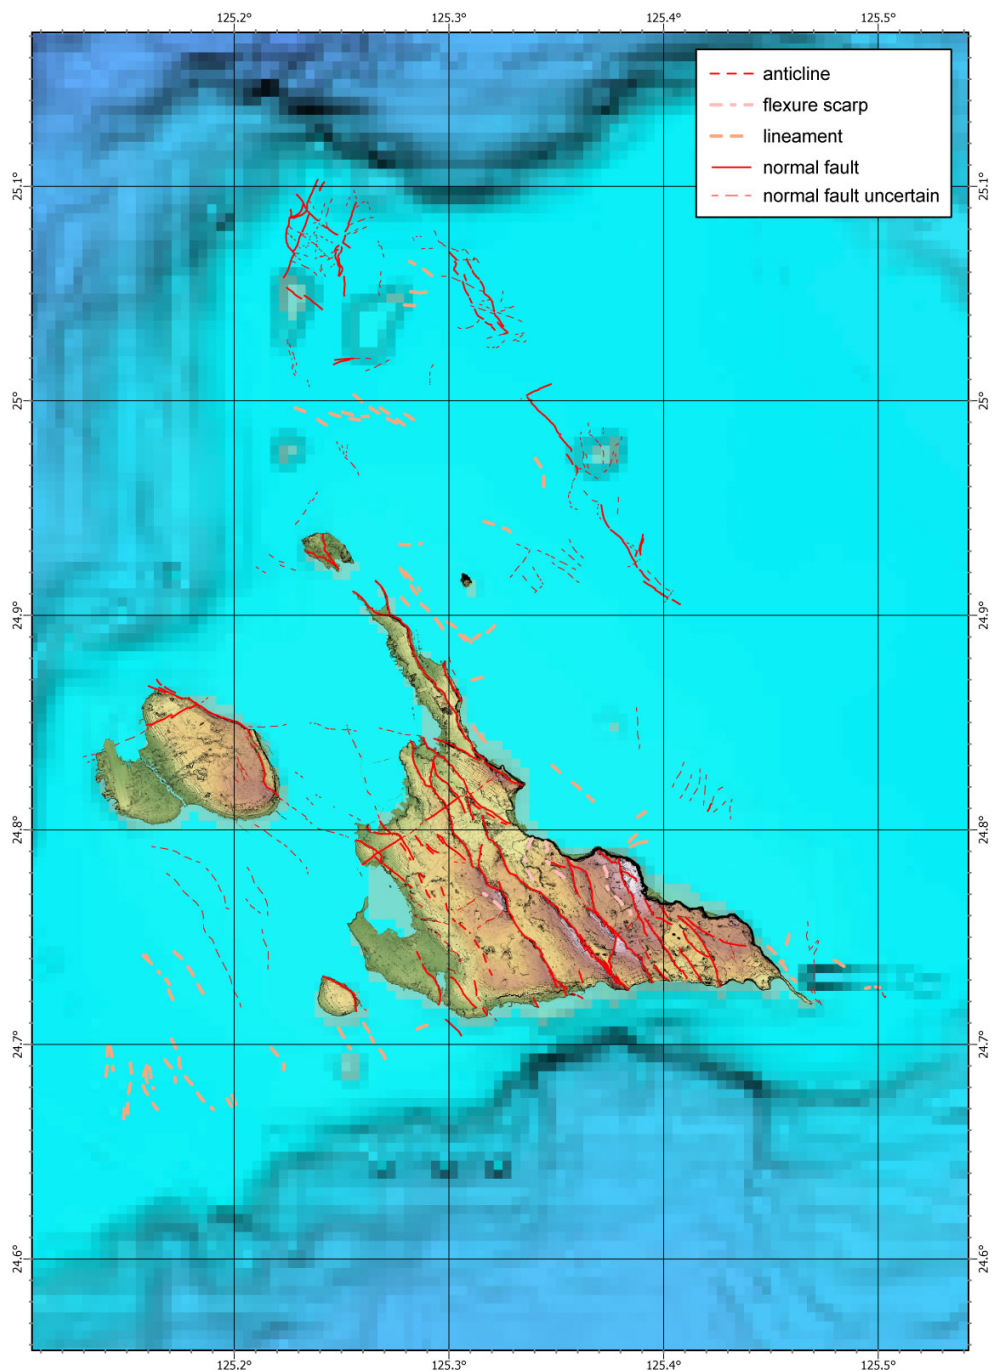 125.2° 125.3° 125.4° 125.5°
anticline
flexure scarp
lineament
normal fault
normal fault uncertain
25.1° 25.1°
25° 25°
24.9° 24.9°
24.8° 24.8°
24.7° 24.7°
24.6° 24.6°
125.2° 125.3° 125.4° 125.5°